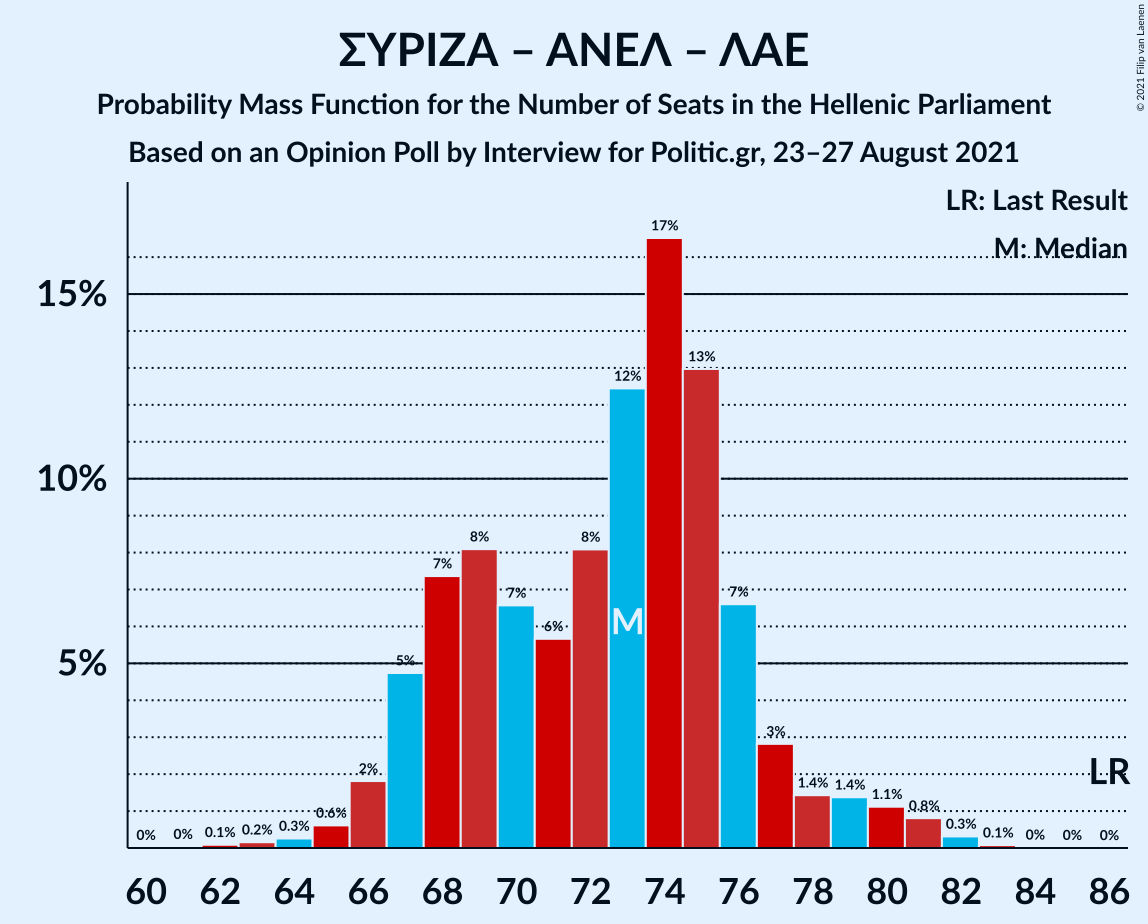 ΣΥΡΙΖΑ – ΑΝΕΛ – ΛΑΕ
Probability Mass Function for the Number of Seats in the Hellenic Parliament
Based on an Opinion Poll by Interview for Politic.gr, 23–27 August 2021
© 2021 Filip van Laenen
LR: Last Result
M: Median
15%
10%
5%
0% 0% 0.1% 0.2% 0.3% 0.6% 2% 5% 7% 8% 7% 6% 8% 12% 17% 13% 7% 3% 1.4% 1.4% 1.1% 0.8% 0.3% 0.1% 0% 0% 0%
M
LR
60 62 64 66 68 70 72 74 76 78 80 82 84 86